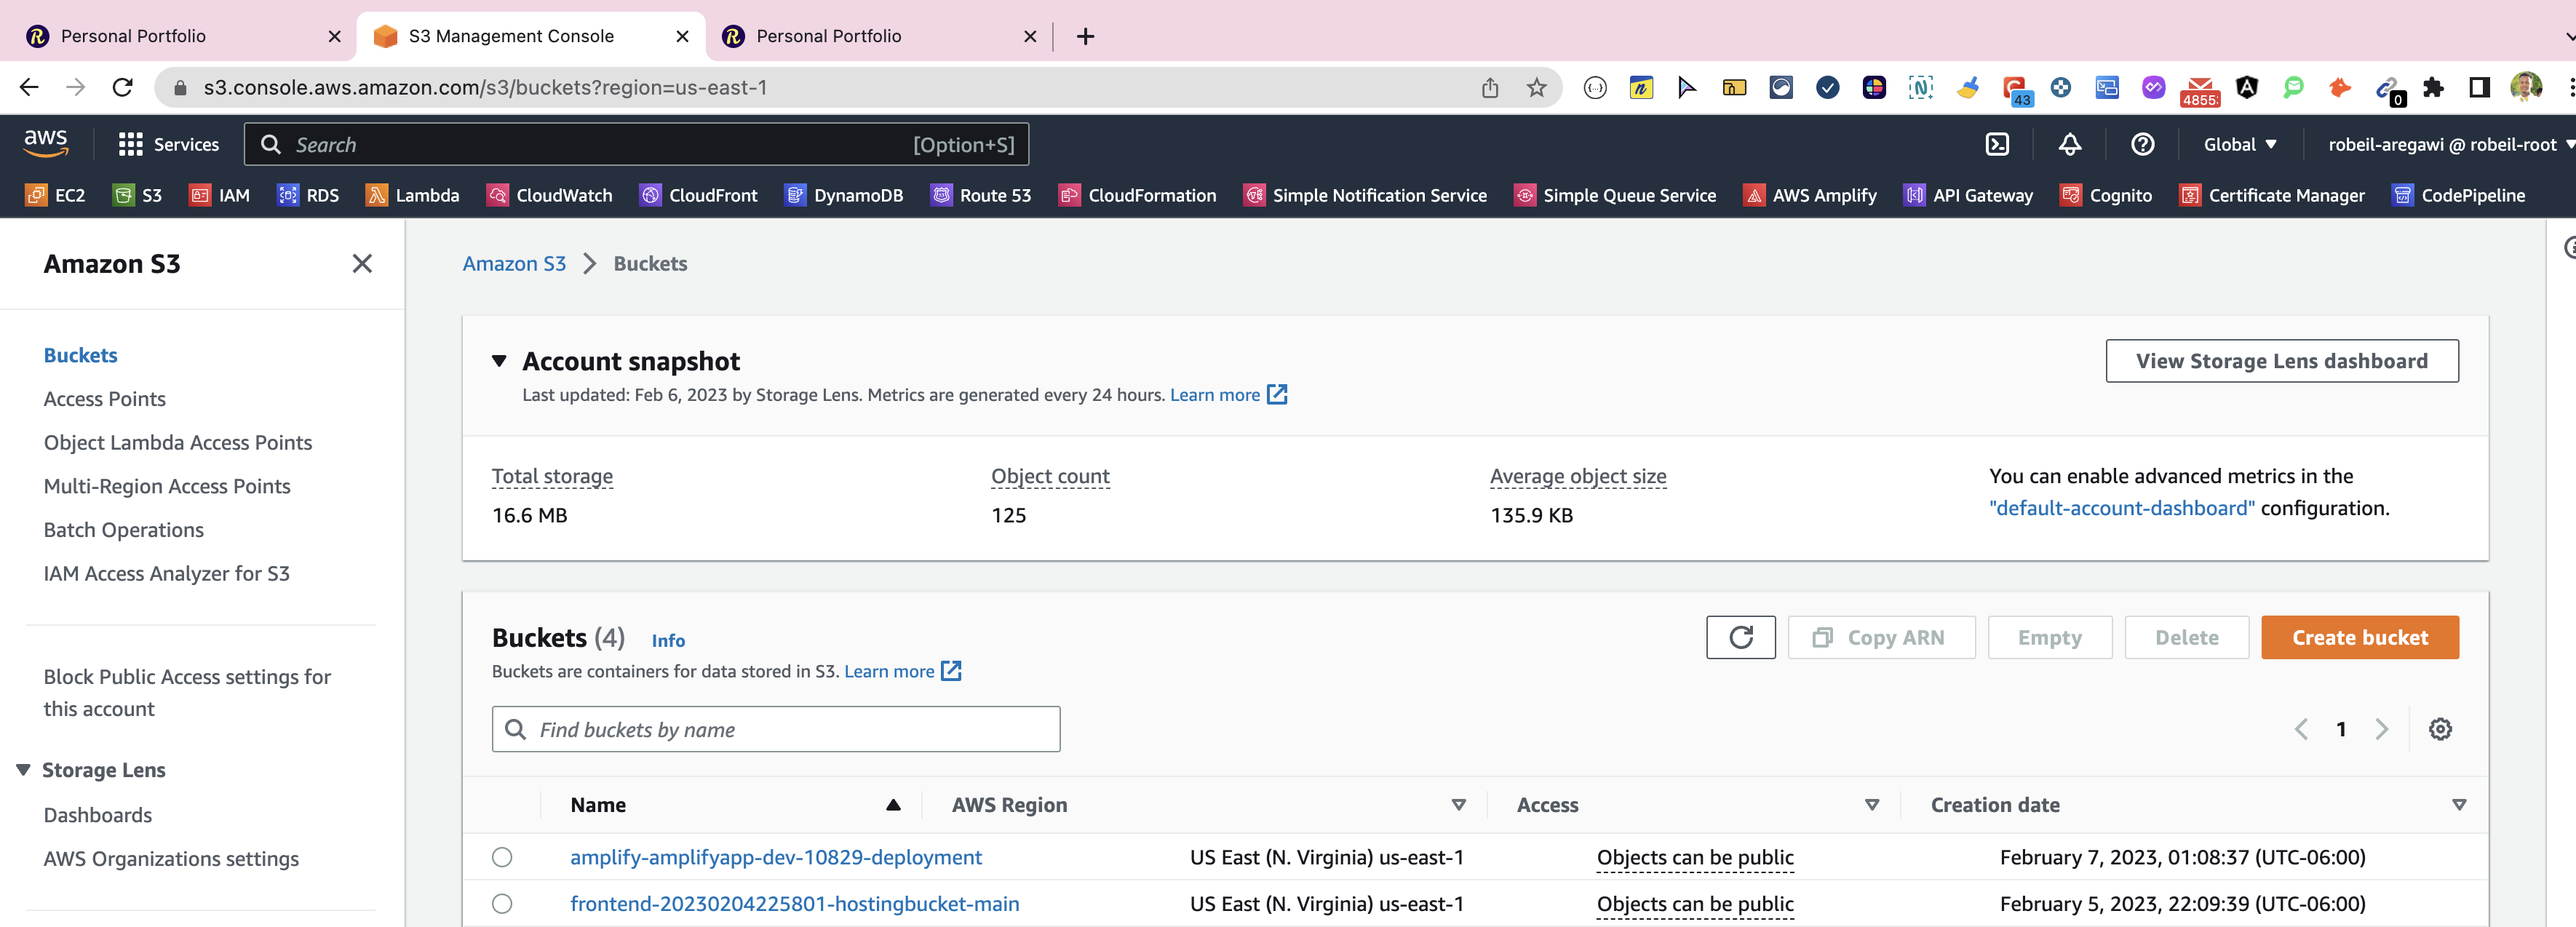 Personal Portfolio
S3 Management Console
Personal Portfolio
s3.console.aws.amazon.com/s3/buckets?region=us-east-1
43
4855
0
aws
Services
Search
[Option+S]
Global
robeil-aregawi @ robeil-root
EC2
S3
IAM
RDS
Lambda
CloudWatch
CloudFront
DynamoDB
Route 53
CloudFormation
Simple Notification Service
Simple Queue Service
AWS Amplify
API Gateway
Cognito
Certificate Manager
CodePipeline
Amazon S3
Buckets
Access Points
Object Lambda Access Points
Multi-Region Access Points
Batch Operations
IAM Access Analyzer for S3
Block Public Access settings for
this account
Storage Lens
Dashboards
AWS Organizations settings
Amazon S3 > Buckets
Account snapshot
Last updated: Feb 6, 2023 by Storage Lens. Metrics are generated every 24 hours. Learn more
View Storage Lens dashboard
Total storage
16.6 MB
Object count
125
Average object size
135.9 KB
You can enable advanced metrics in the
"default-account-dashboard" configuration.
Buckets (4) Info
Buckets are containers for data stored in S3. Learn more
Copy ARN
Empty
Delete
Create bucket
Find buckets by name
1
Name
AWS Region
Access
Creation date
amplify-amplifyapp-dev-10829-deployment
US East (N. Virginia) us-east-1
Objects can be public
February 7, 2023, 01:08:37 (UTC-06:00)
frontend-20230204225801-hostingbucket-main
US East (N. Virginia) us-east-1
Objects can be public
February 5, 2023, 22:09:39 (UTC-06:00)